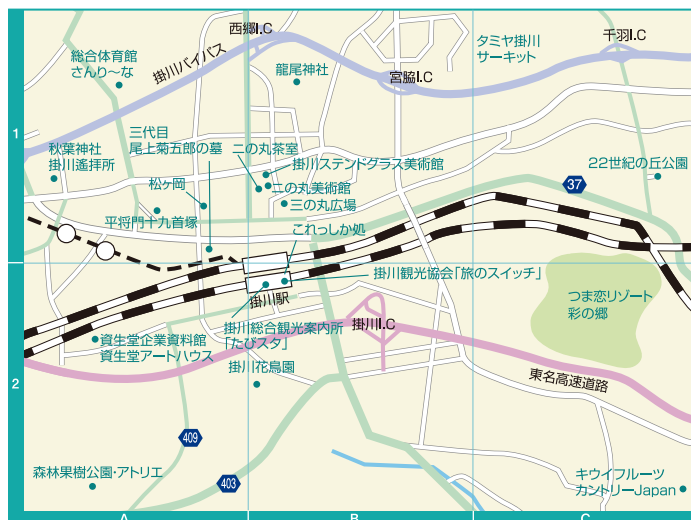 西郷I.C
千羽I.C
タミヤ掛川
サーキット
総合体育館
さんり～な
掛川バイパス
龍尾神社
宮脇I.C
1
三代目
尾上菊五郎の墓
二の丸茶室
掛川ステンドグラス美術館
秋葉神社
掛川遙拝所
22世紀の丘公園
松ヶ岡
二の丸美術館
37
三の丸広場
平将門十九首塚
これっしか処
掛川観光協会「旅のスイッチ」
掛川駅
つま恋リゾート
彩の郷
掛川総合観光案内所
「たびスタ」
掛川I.C
資生堂企業資料館
資生堂アートハウス
掛川花鳥園
2
東名高速道路
409
森林果樹公園・アトリエ
403
キウイフルーツ
カントリーJapan
A
B
C